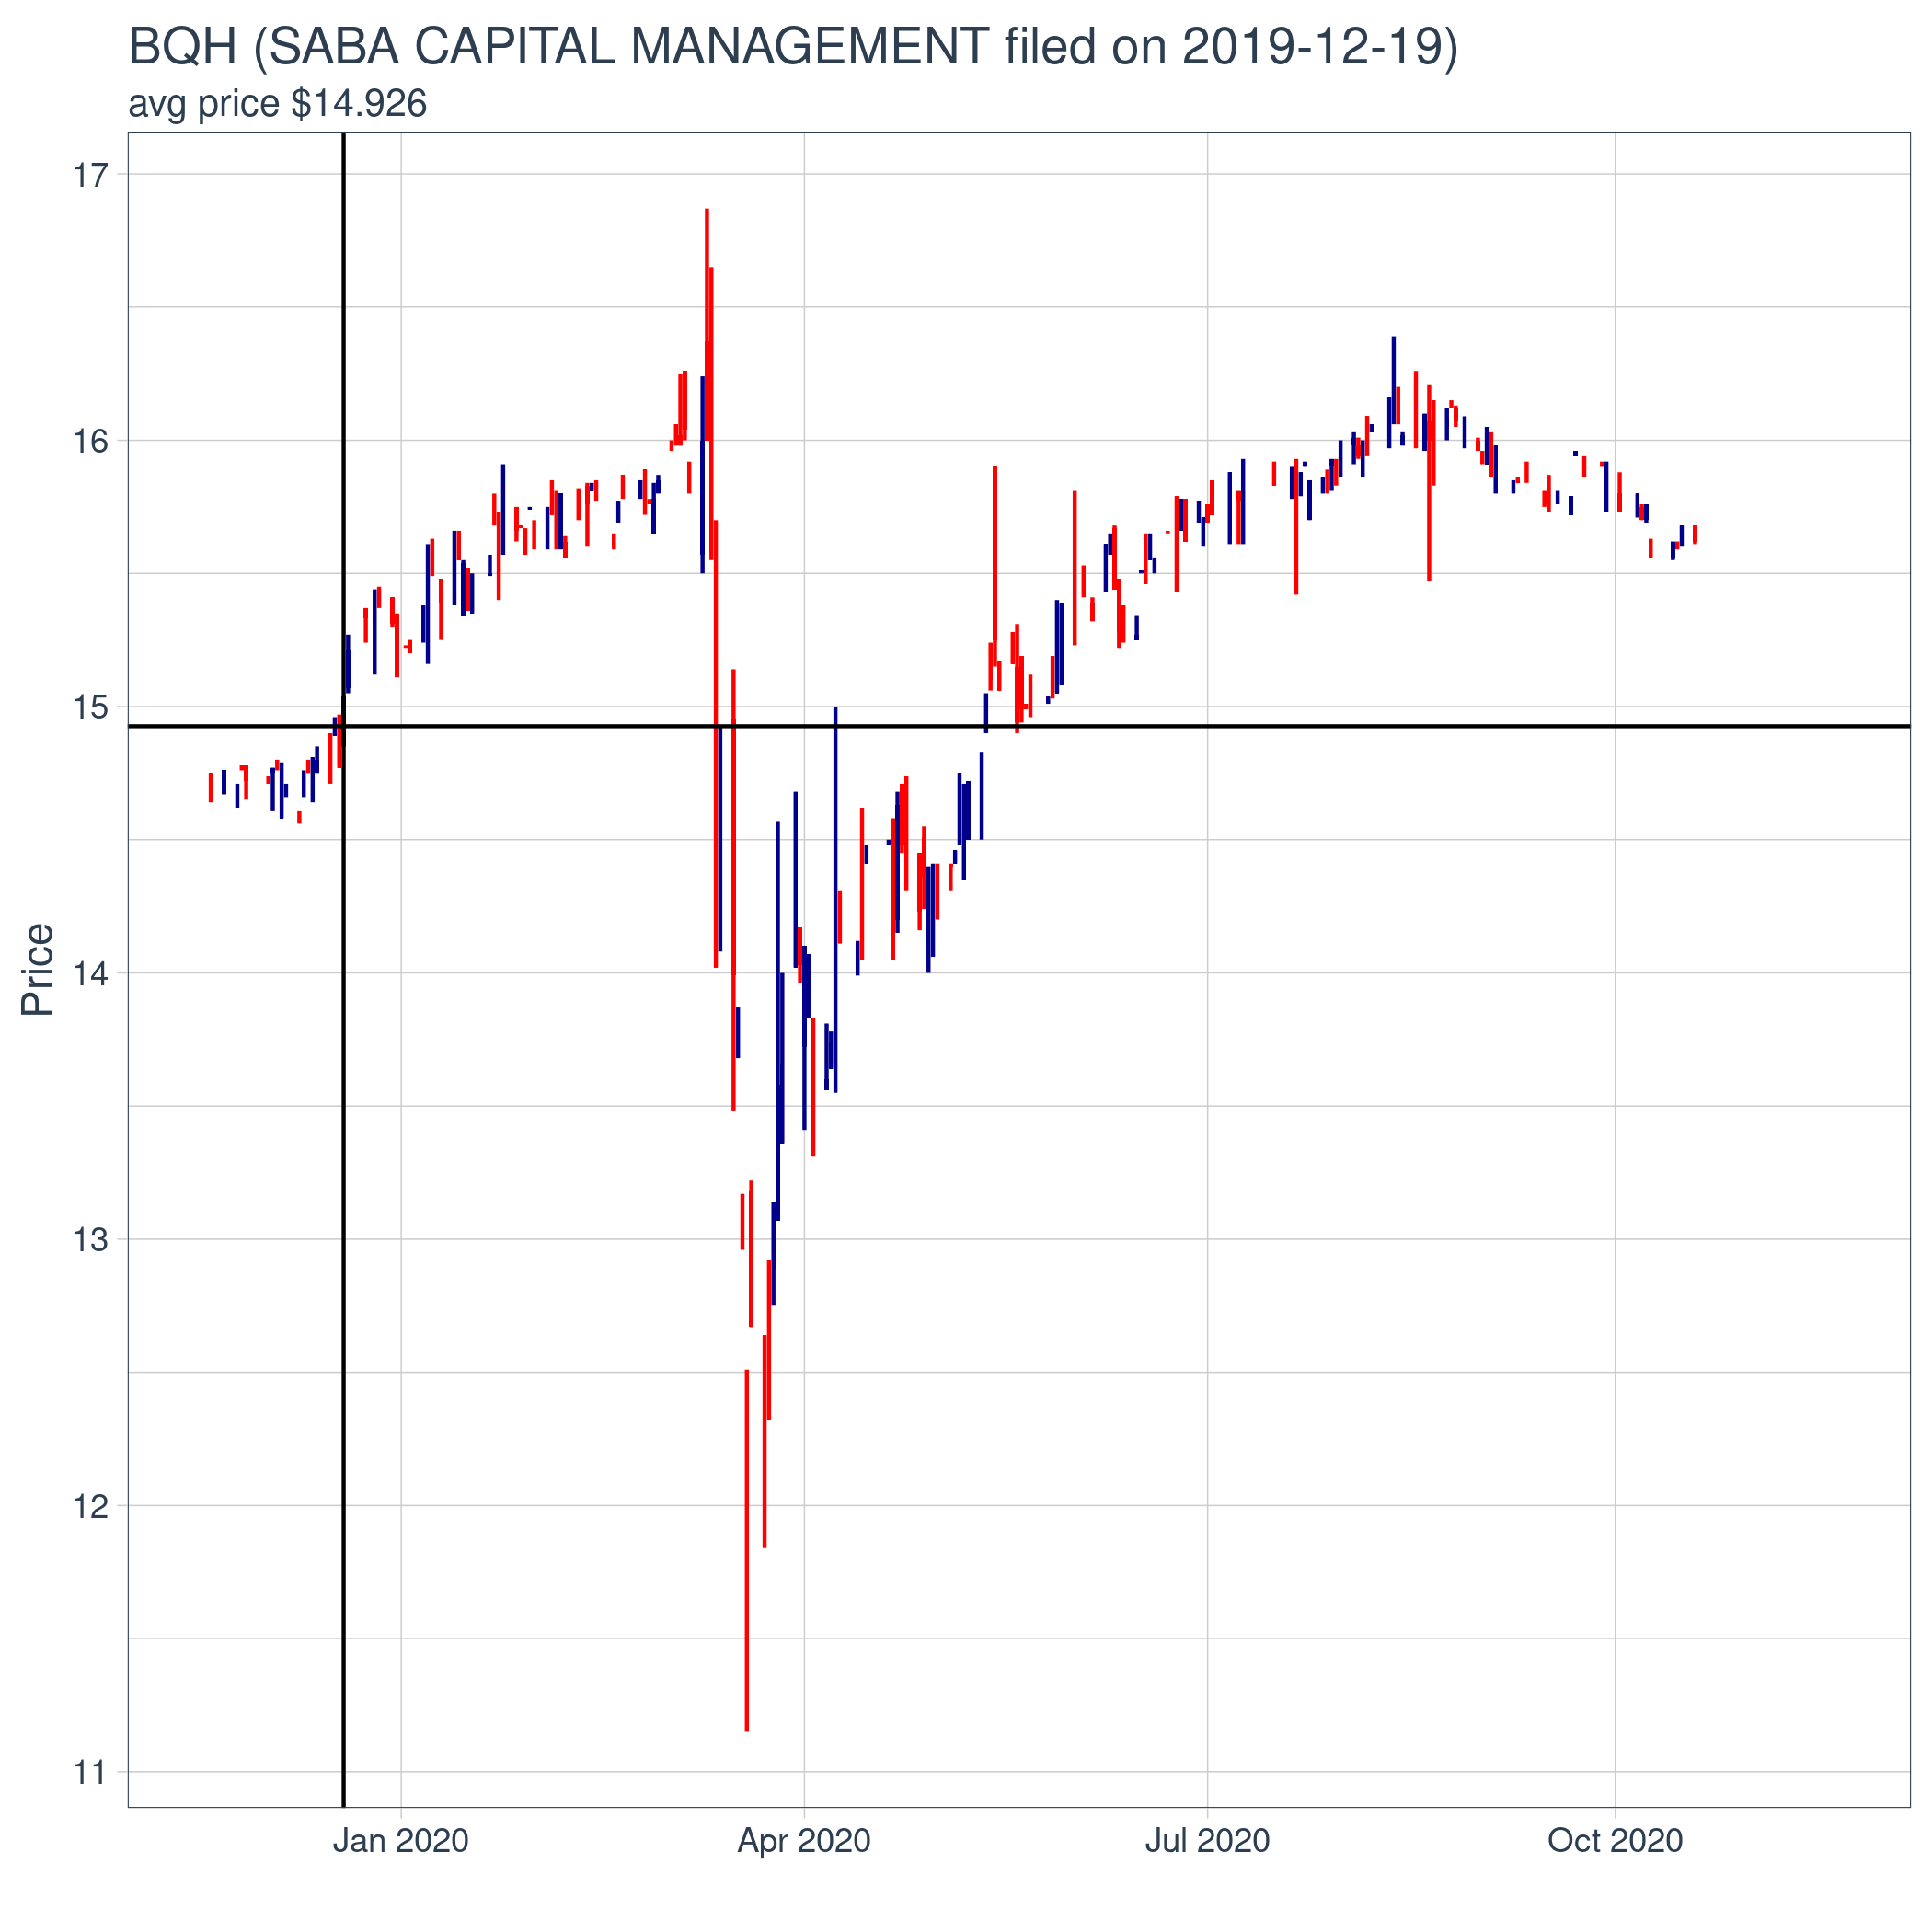 BQH (SABA CAPITAL MANAGEMENT filed on 2019-12-19)
avg price $14.926
17
16
15
14
13
12
11
Price
Jan 2020
Apr 2020
Jul 2020
Oct 2020